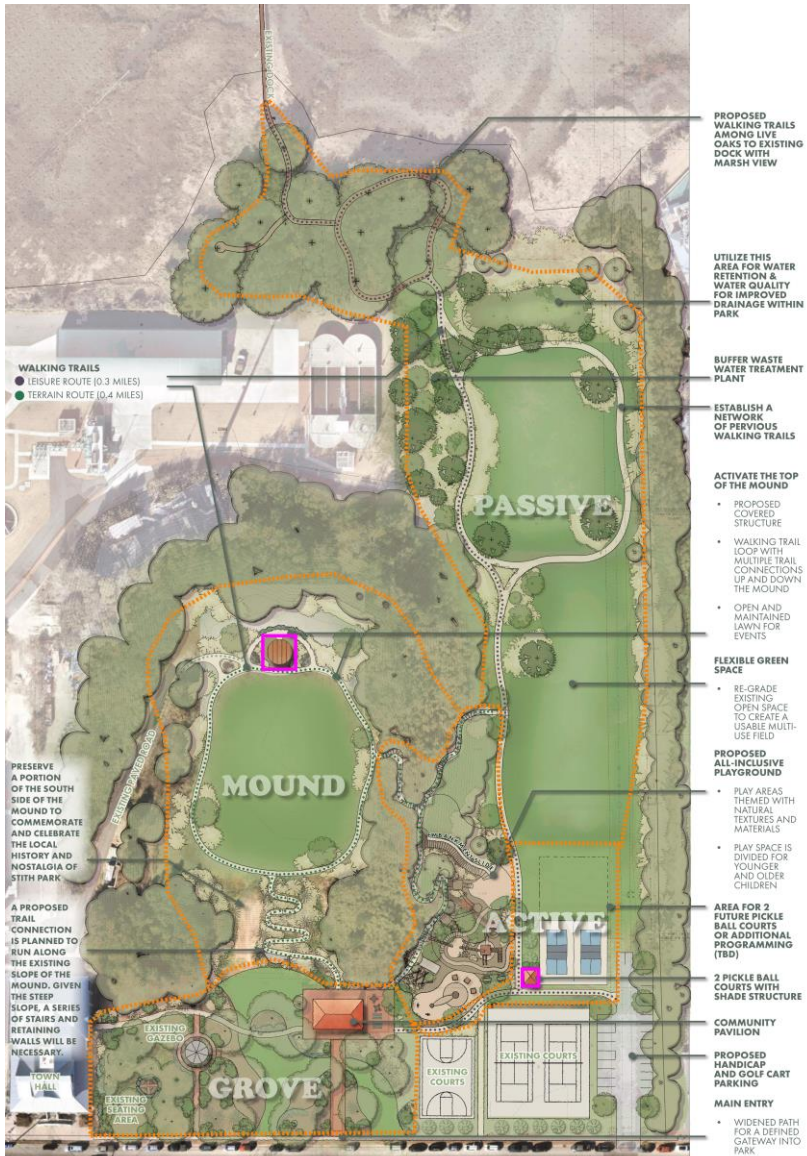 EXISTING DOCK
PROPOSED
WALKING TRAILS
AMONG LIVE
OAKS TO EXISTING
DOCK WITH
MARSH VIEW
UTILIZE THIS
AREA FOR WATER
RETENTION &
WATER QUALITY
FOR IMPROVED
DRAINAGE WITHIN
PARK
WALKING TRAILS
LEISURE ROUTE (0.3 MILES)
TERRAIN ROUTE (0.4 MILES)
BUFFER WASTE
WATER TREATMENT
PLANT
ESTABLISH A
NETWORK
OF PERVIOUS
WALKING TRAILS
PASSIVE
ACTIVATE THE TOP
OF THE MOUND
• PROPOSED
COVERED
STRUCTURE
• WALKING TRAIL
LOOP WITH
MULTIPLE TRAIL
CONNECTIONS
UP AND DOWN
THE MOUND
• OPEN AND
MAINTAINED
LAWN FOR
EVENTS
FLEXIBLE GREEN
SPACE
• RE-GRADE
EXISTING
OPEN SPACE
TO CREATE A
USABLE MULTI-
USE FIELD
EXISTING PAVED ROAD
MOUND
PRESERVE
A PORTION
OF THE SOUTH
SIDE OF THE
MOUND TO
COMMEMORATE
AND CELEBRATE
THE LOCAL
HISTORY AND
NOSTALGIA OF
STITH PARK
PROPOSED
ALL-INCLUSIVE
PLAYGROUND
• PLAY AREAS
THEMED WITH
NATURAL
TEXTURES AND
MATERIALS
• PLAY SPACE IS
DIVIDED FOR
YOUNGER
AND OLDER
CHILDREN
ACTIVE
A PROPOSED
TRAIL
CONNECTION
IS PLANNED TO
RUN ALONG
THE EXISTING
SLOPE OF THE
MOUND. GIVEN
THE STEEP
SLOPE, A SERIES
OF STAIRS AND
RETAINING
WALLS WILL BE
NECESSARY.
AREA FOR 2
FUTURE PICKLE
BALL COURTS
OR ADDITIONAL
PROGRAMMING
(TBD)
2 PICKLE BALL
COURTS WITH
SHADE STRUCTURE
COMMUNITY
PAVILION
PROPOSED
HANDICAP
AND GOLF CART
PARKING
MAIN ENTRY
• WIDENED PATH
FOR A DEFINED
GATEWAY INTO
PARK
EXISTING
GAZEBO
GROVE
EXISTING
COURTS
EXISTING COURTS
TOWN
HALL
EXISTING
SEATING
AREA